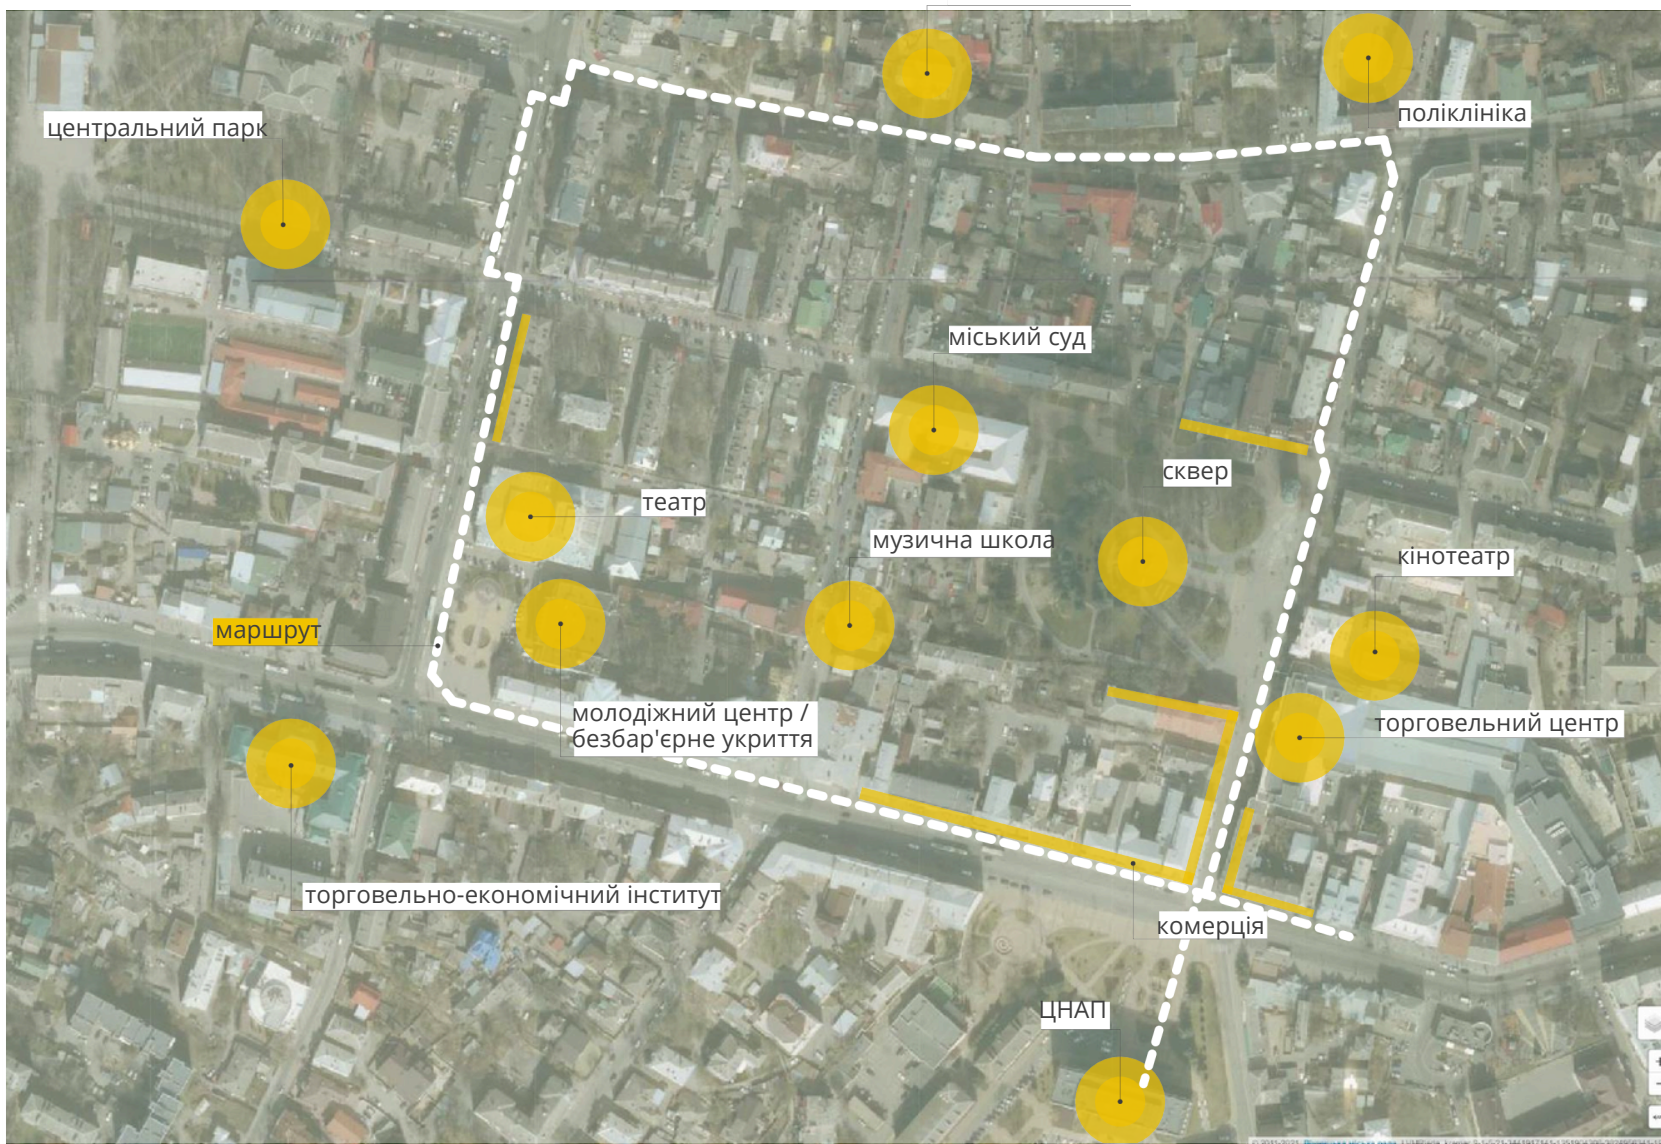 поліклініка
центральний парк
міський суд
сквер
театр
музична школа
кінотеатр
маршрут
молодіжний центр /
безбар'єрне укриття
торговельний центр
торговельно-економічний інститут
комерція
ЦНАП